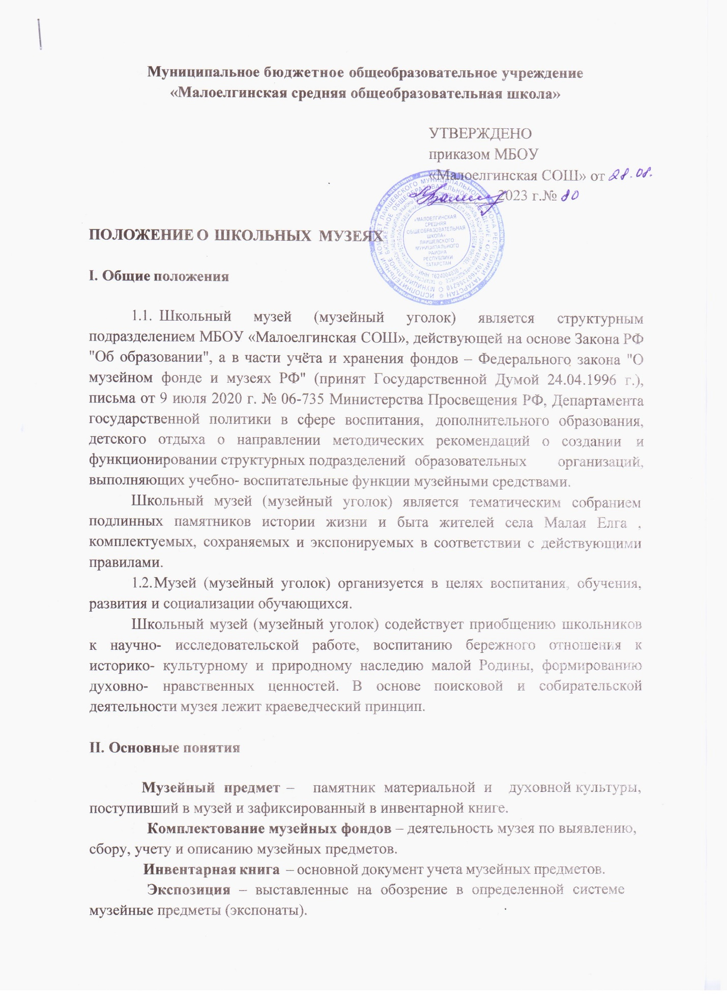 Муниципальное бюджетное общеобразовательное учреждение
«Малоелгинская средняя общеобразовательная школа»
УТВЕРЖДЕНО
приказом МБОУ
«Малоелгинская СОШ» от 28.08.
2023 г.№ 80
«МАЛОЕЛГИНСКАЯ
СРЕДНЯЯ
ОБЩЕОБРАЗОВАТЕЛЬНАЯ
ШКОЛА»
ЛАИШЕВСКОГО
МУНИЦИПАЛЬНОГО
РАЙОНА
РЕСПУБЛИКИ
ТАТАРСТАН
ПОЛОЖЕНИЕ О ШКОЛЬНЫХ МУЗЕЯХ
I. Общие положения
1.1. Школьный музей (музейный уголок) является структурным
подразделением МБОУ «Малоелгинская СОШ», действующей на основе Закона РФ
"Об образовании", а в части учёта и хранения фондов – Федерального закона "О
музейном фонде и музеях РФ" (принят Государственной Думой 24.04.1996 г.),
письма от 9 июля 2020 г. № 06-735 Министерства Просвещения РФ, Департамента
государственной политики в сфере воспитания, дополнительного образования,
детского отдыха о направлении методических рекомендаций о создании и
функционировании структурных подразделений образовательных организаций,
выполняющих учебно- воспитательные функции музейными средствами.
Школьный музей (музейный уголок) является тематическим собранием
подлинных памятников истории жизни и быта жителей села Малая Елга ,
комплектуемых, сохраняемых и экспонируемых в соответствии с действующими
правилами.
1.2.Музей (музейный уголок) организуется в целях воспитания, обучения,
развития и социализации обучающихся.
Школьный музей (музейный уголок) содействует приобщению школьников
к научно- исследовательской работе, воспитанию бережного отношения к
историко- культурному и природному наследию малой Родины, формированию
духовно- нравственных ценностей. В основе поисковой и собирательской
деятельности музея лежит краеведческий принцип.
II. Основные понятия
Музейный предмет – памятник материальной и духовной культуры,
поступивший в музей и зафиксированный в инвентарной книге.
Комплектование музейных фондов – деятельность музея по выявлению,
сбору, учету и описанию музейных предметов.
Инвентарная книга – основной документ учета музейных предметов.
Экспозиция – выставленные на обозрение в определенной системе
музейные предметы (экспонаты).